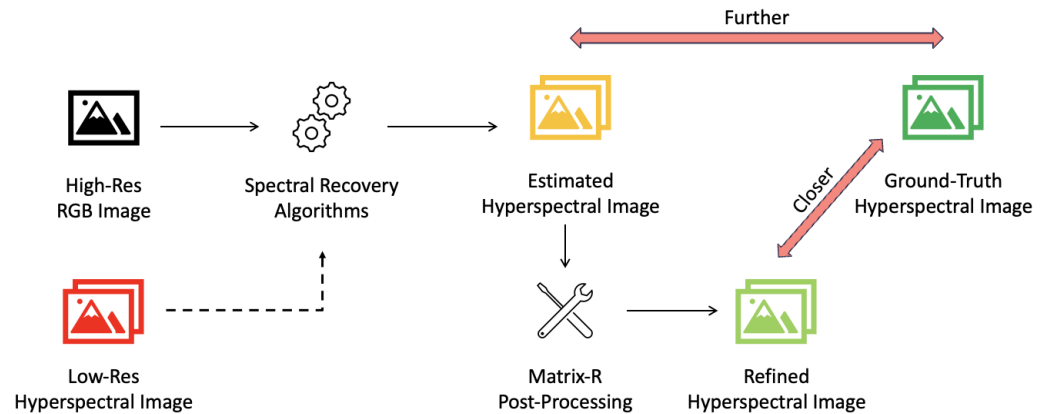 Further
High-Res
RGB Image
Spectral Recovery
Algorithms
Estimated
Hyperspectral Image
Closer
Ground-Truth
Hyperspectral Image
Low-Res
Hyperspectral Image
Matrix-R
Post-Processing
Refined
Hyperspectral Image